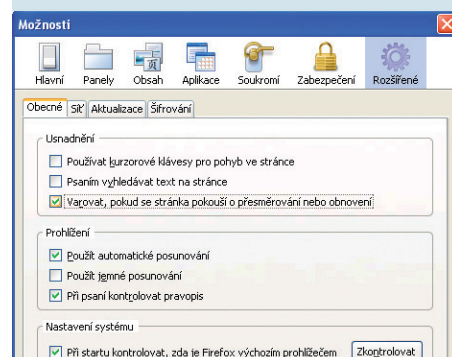 Možnosti
Hlavní Panely Obsah Aplikace Soukromí Zabezpečení Rozšířené
Obecné Síť Aktualizace Šifrování
Usnadnění
Používat kurzorové klávesy pro pohyb ve stránce
Psaním vyhledávat text na stránce
Varovat, pokud se stránka pokouší o přesměrování nebo obnovení
Prohlížení
Použít automatické posunování
Použít jemné posunování
Při psaní kontrolovat pravopis
Nastavení systému
Při startu kontrolovat, zda je Firefox výchozím prohlížečem Zkontrolovat